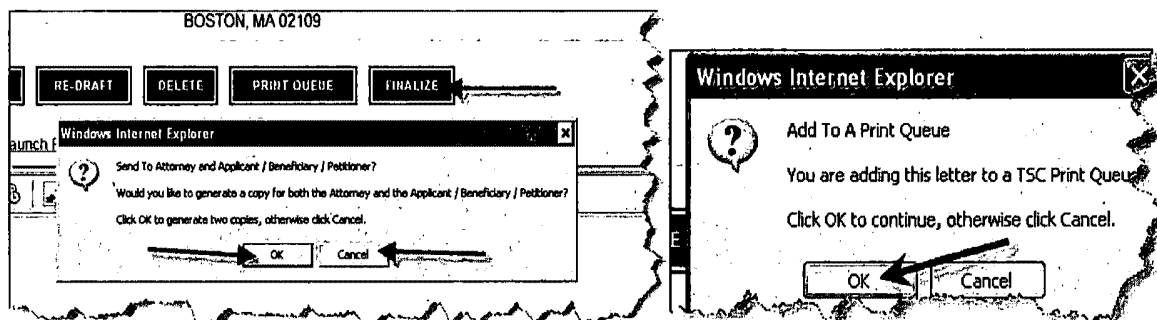 BOSTON, MA 02109
RE-DRAFT DELETE PRINT QUEUE FINALIZE
aunch
Windows Internet Explorer
Send To Attorney and Applicant / Beneficiary / Petitioner?
Would you like to generate a copy for both the Attorney and the Applicant / Beneficiary / Petitioner?
Click OK to generate two copies, otherwise click Cancel.
OK Cancel
Windows Internet Explorer
Add To A Print Queue
You are adding this letter to a TSC Print Queue
Click OK to continue, otherwise click Cancel.
E
OK Cancel